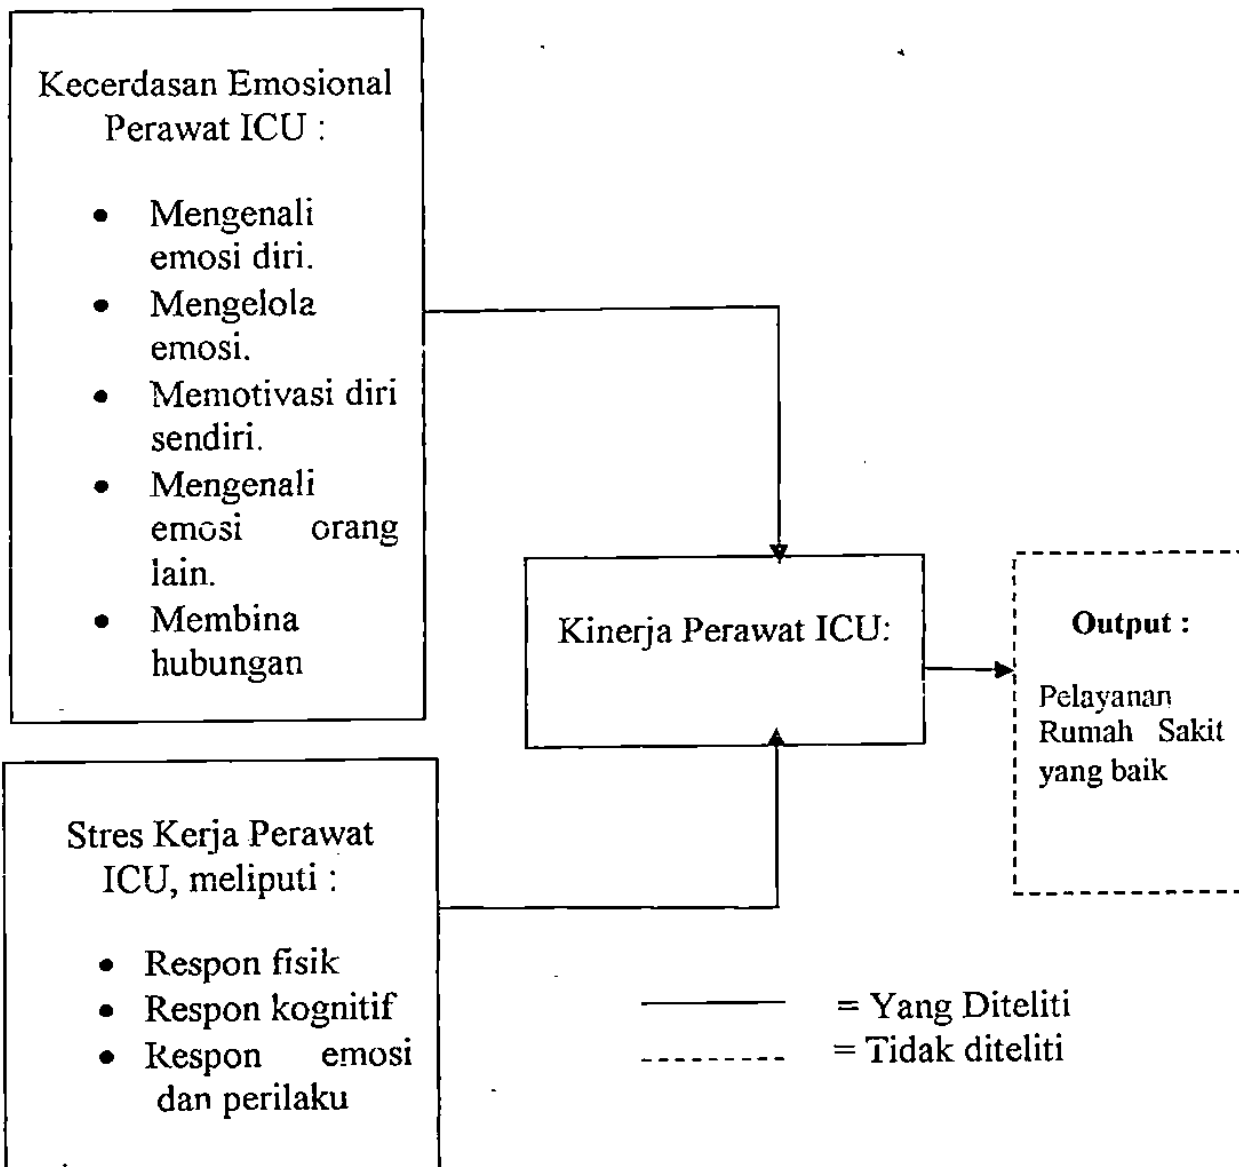 Kecerdasan Emosional
Perawat ICU :
• Mengenali
emosi diri.
• Mengelola
emosi.
• Memotivasi diri
sendiri.
• Mengenali
emosi orang
lain.
• Membina
hubungan
Kinerja Perawat ICU:
Output :
Pelayanan
Rumah Sakit
yang baik
Stres Kerja Perawat
ICU, meliputi :
• Respon fisik
• Respon kognitif
• Respon emosi
dan perilaku
= Yang Diteliti
= Tidak diteliti